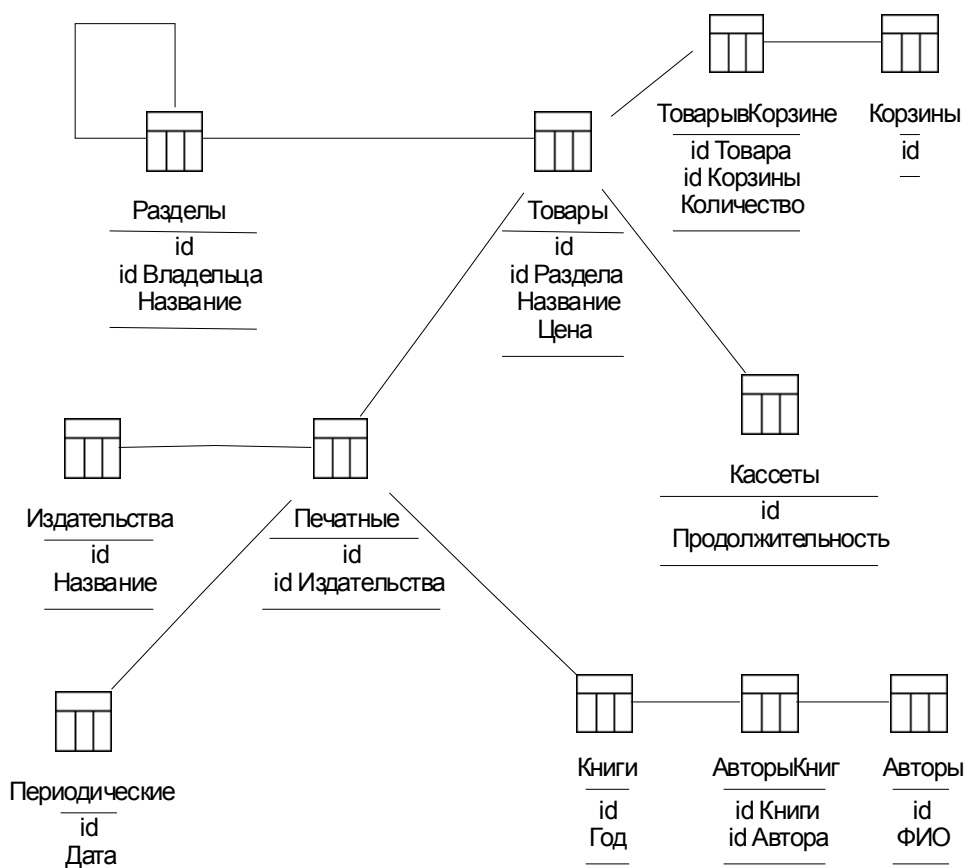 ТоварывКорзине
id Товара
id Корзины
Количество
Корзины
id
Разделы
id
id Владельца
Название
Товары
id
id Раздела
Название
Цена
Кассеты
id
Продолжительность
Издательства
id
Название
Печатные
id
id Издательства
Периодические
id
Дата
Книги
id
Год
АвторыКниг
id Книги
id Автора
Авторы
id
ФИО